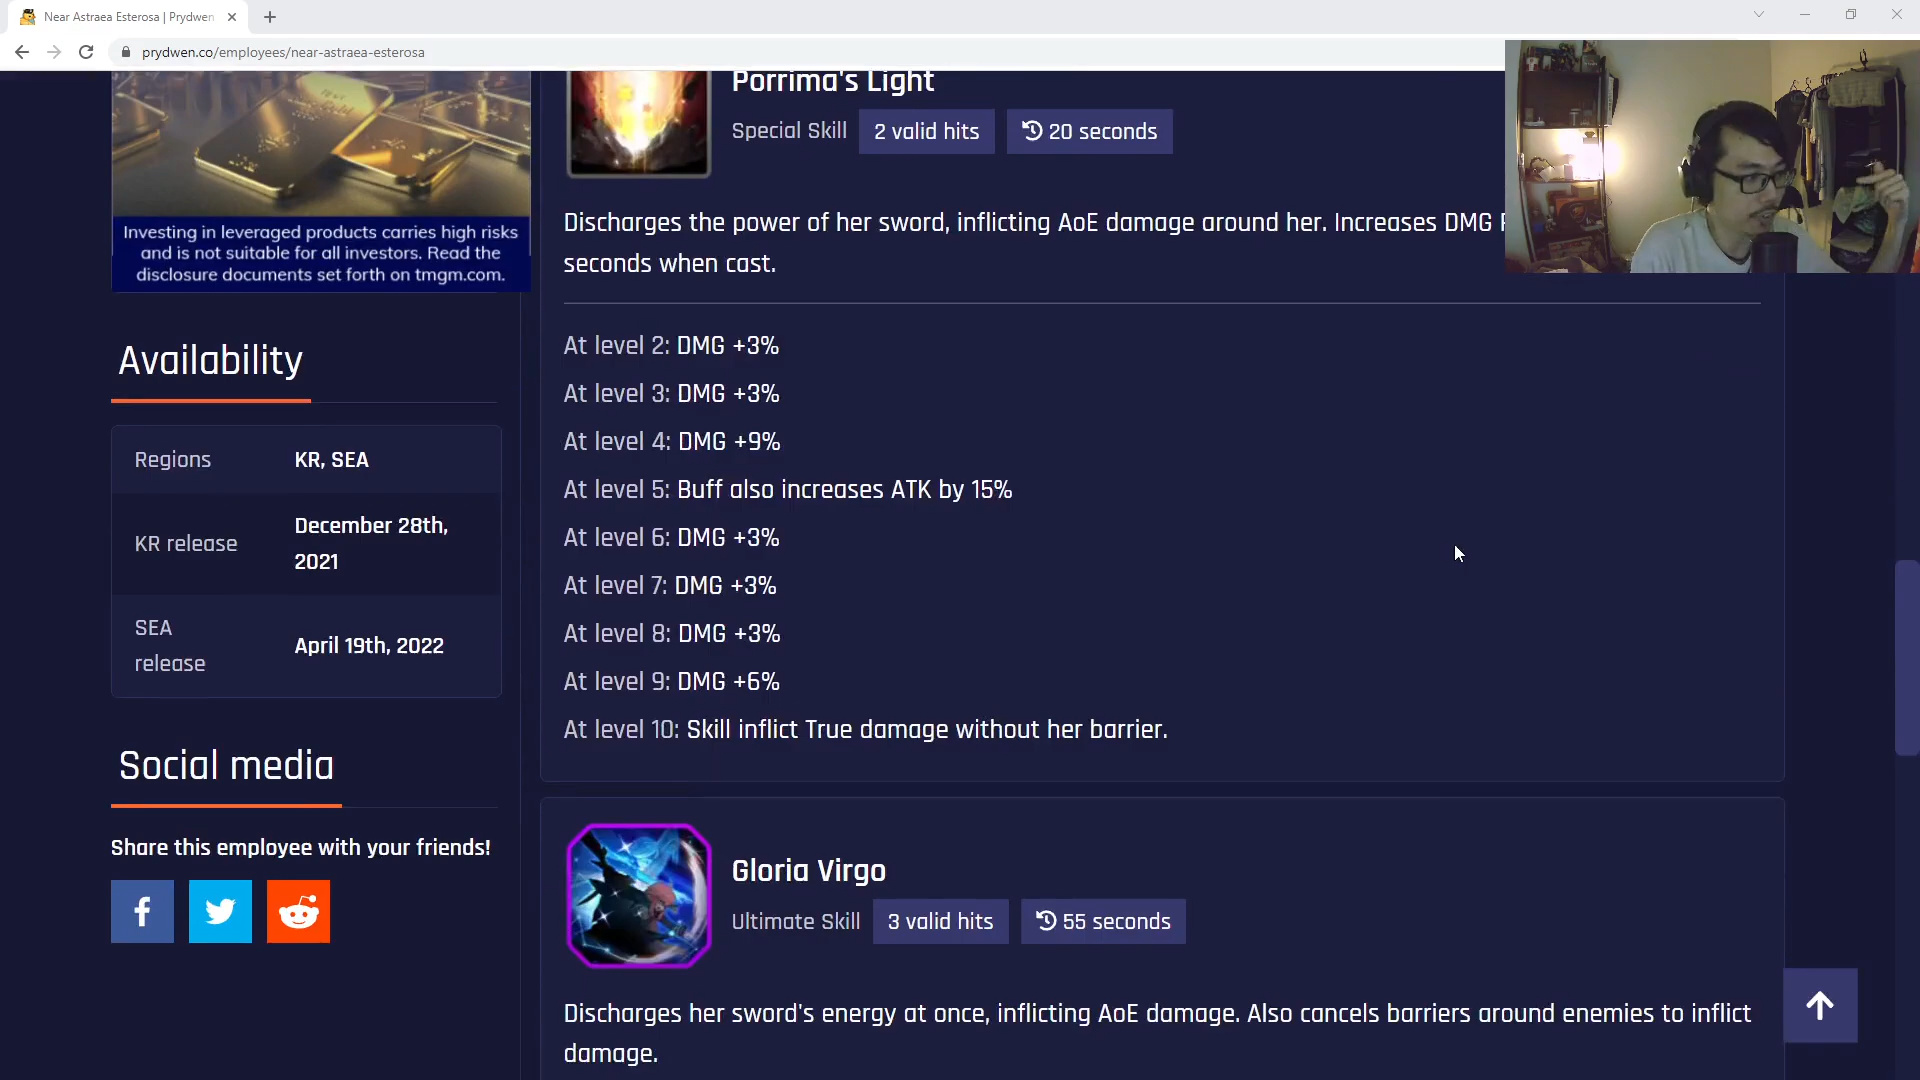 Near Astraea Esterosa | Prydwen
prydwen.co/employees/near-astraea-esterosa
Investing in leveraged products carries high risks
and is not suitable for all investors. Read the
disclosure documents set forth on tmgm.com.
Availability
Regions KR, SEA
KR release December 28th,
2021
SEA
release April 19th, 2022
Social media
Share this employee with your friends!
Porrima's Light
Special Skill 2 valid hits 20 seconds
Discharges the power of her sword, inflicting AoE damage around her. Increases DMG
seconds when cast.
At level 2: DMG +3%
At level 3: DMG +3%
At level 4: DMG +9%
At level 5: Buff also increases ATK by 15%
At level 6: DMG +3%
At level 7: DMG +3%
At level 8: DMG +3%
At level 9: DMG +6%
At level 10: Skill inflict True damage without her barrier.
Gloria Virgo
Ultimate Skill 3 valid hits 55 seconds
Discharges her sword's energy at once, inflicting AoE damage. Also cancels barriers around enemies to inflict
damage.